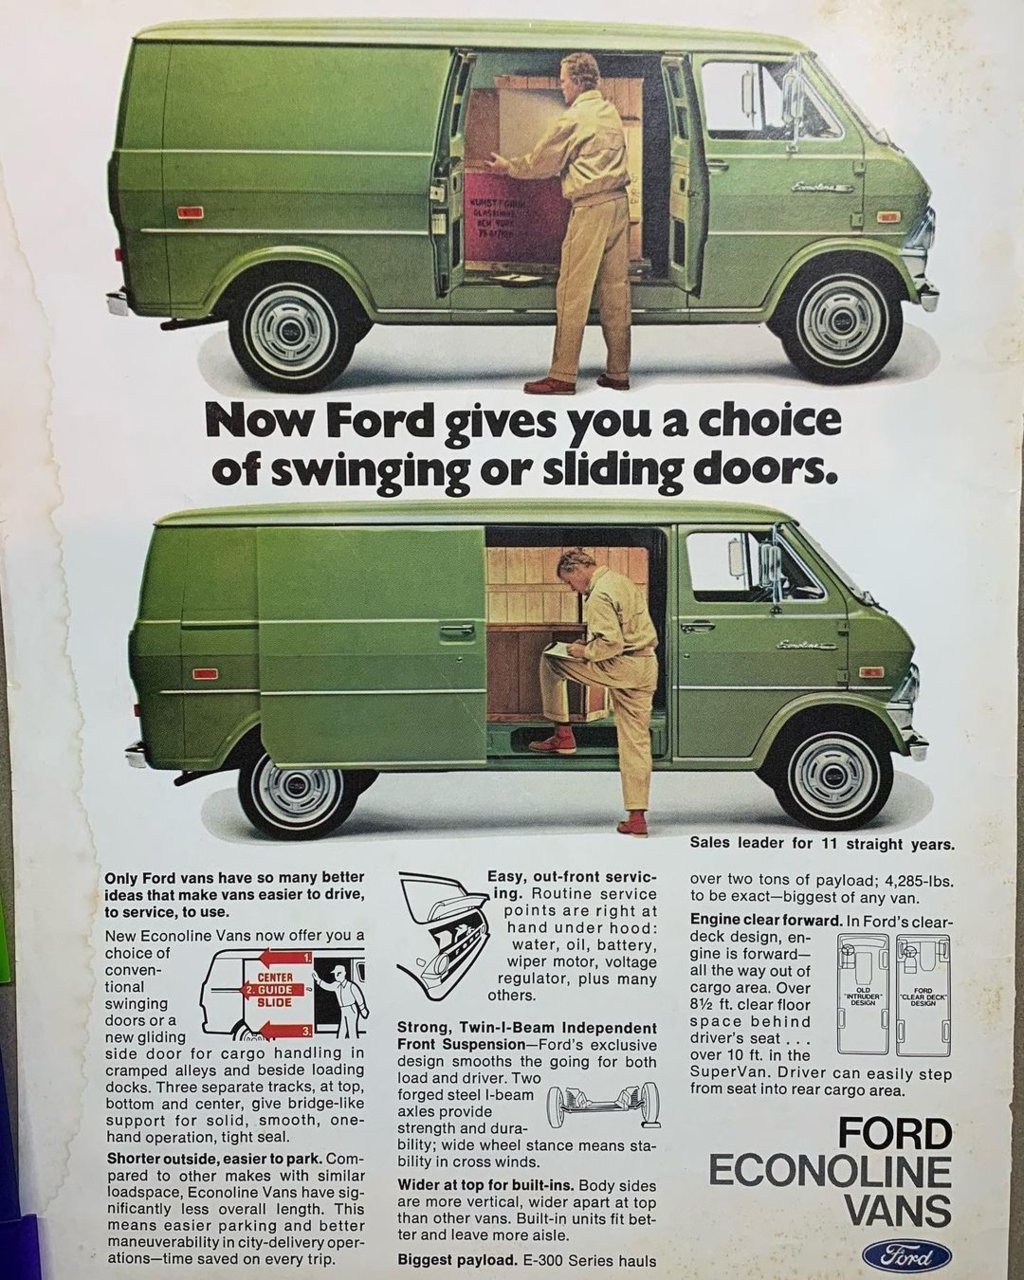 Econoline
NEW YORK
Now Ford gives you a choice
of swinging or sliding doors.
Econoline
Sales leader for 11 straight years.
Only Ford vans have so many better
ideas that make vans easier to drive,
to service, to use.
New Econoline Vans now offer you a
choice of
conven-
tional
swinging
doors or a
new gliding
side door for cargo handling in
cramped alleys and beside loading
docks. Three separate tracks, at top,
bottom and center, give bridge-like
support for solid, smooth, one-
hand operation, tight seal.
1.
CENTER
2. GUIDE
SLIDE
3.
Shorter outside, easier to park. Com-
pared to other makes with similar
loadspace, Econoline Vans have sig-
nificantly less overall length. This
means easier parking and better
maneuverability in city-delivery oper-
ations—time saved on every trip.
Easy, out-front servic-
ing. Routine service
points are right at
hand under hood:
water, oil, battery,
wiper motor, voltage
regulator, plus many
others.
Strong, Twin-I-Beam Independent
Front Suspension—Ford's exclusive
design smooths the going for both
load and driver. Two
forged steel I-beam
axles provide
strength and dura-
bility; wide wheel stance means sta-
bility in cross winds.
Wider at top for built-ins. Body sides
are more vertical, wider apart at top
than other vans. Built-in units fit bet-
ter and leave more aisle.
Biggest payload. E-300 Series hauls
over two tons of payload; 4,285-lbs.
to be exact—biggest of any van.
Engine clear forward. In Ford's clear-
deck design, en-
gine is forward—
all the way out of
cargo area. Over
8½ ft. clear floor
space behind
driver's seat . . .
over 10 ft. in the
SuperVan. Driver can easily step
from seat into rear cargo area.
OLD
"INTRUDER"
DESIGN
FORD
"CLEAR DECK"
DESIGN
FORD
ECONOLINE
VANS
Ford